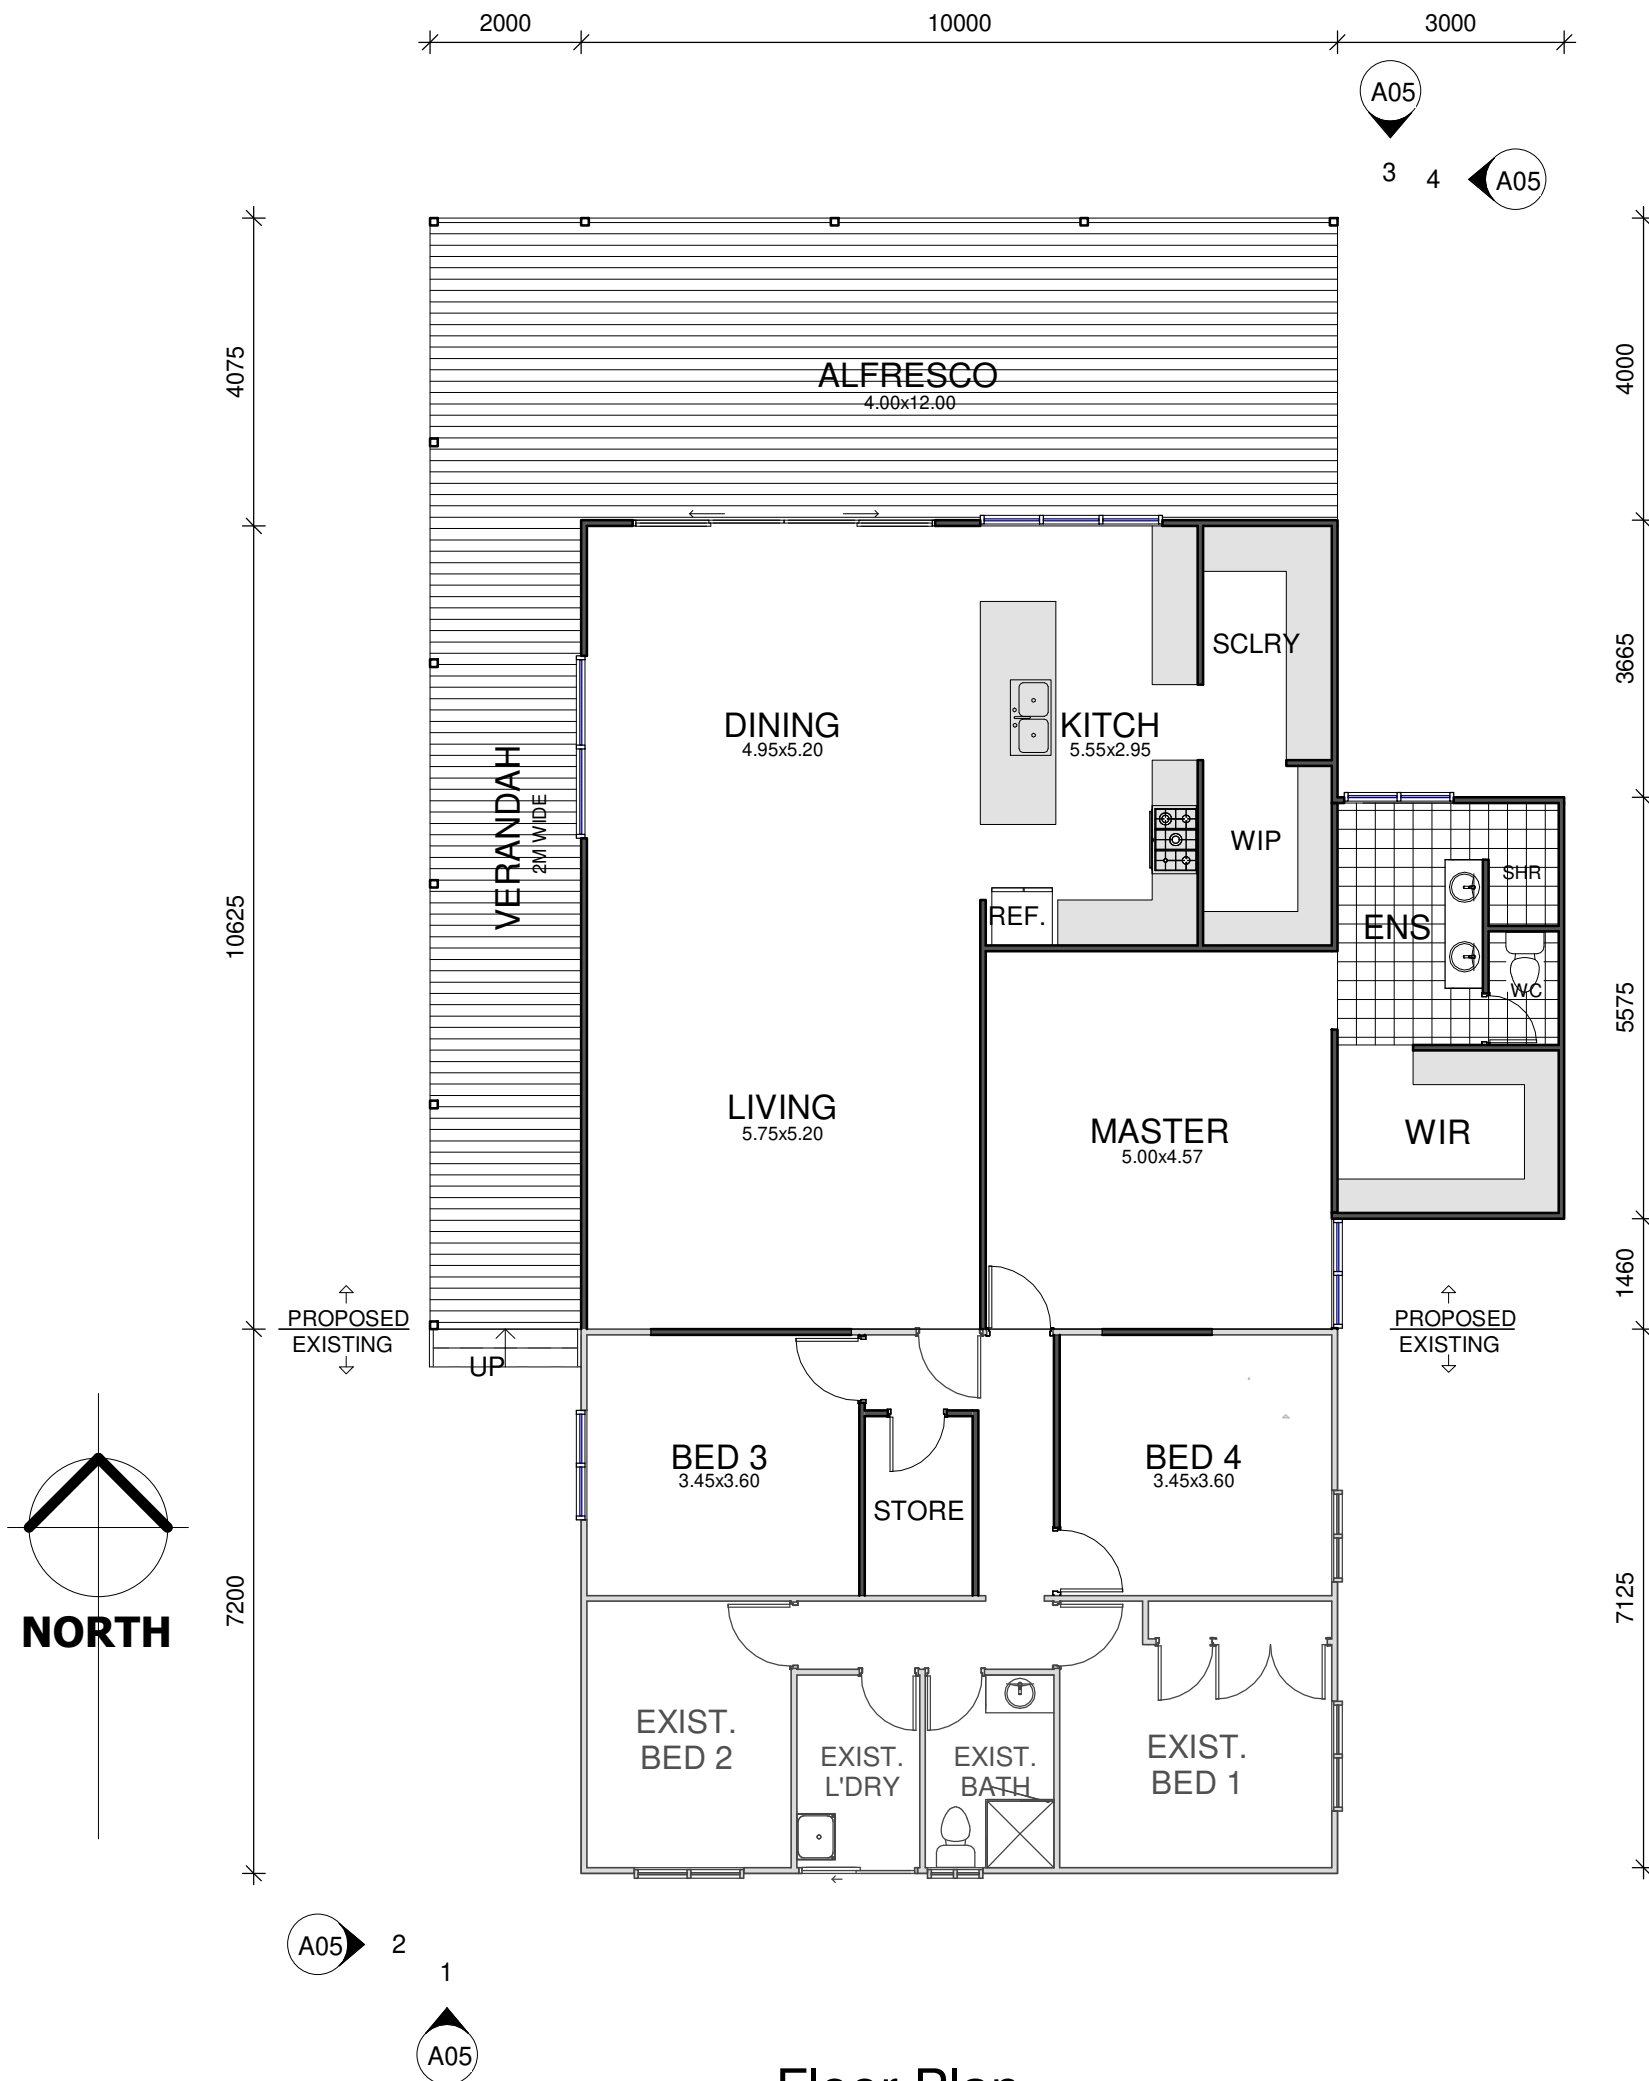 2000
10000
3000
A05
3
4
A05
4075
4000
ALFRESCO
4.00x12.00
3665
SCLRY
DINING
4.95x5.20
KITCH
5.55x2.95
VERANDAH
2M WIDE
WIP
SHR
10625
REF.
ENS
WC
5575
LIVING
5.75x5.20
MASTER
5.00x4.57
WIR
1460
PROPOSED
EXISTING
PROPOSED
EXISTING
UP
BED 3
3.45x3.60
BED 4
3.45x3.60
STORE
7200
7125
NORTH
EXIST.
BED 2
EXIST.
L'DRY
EXIST.
BATH
EXIST.
BED 1
A05
2
1
A05
Floor Plan